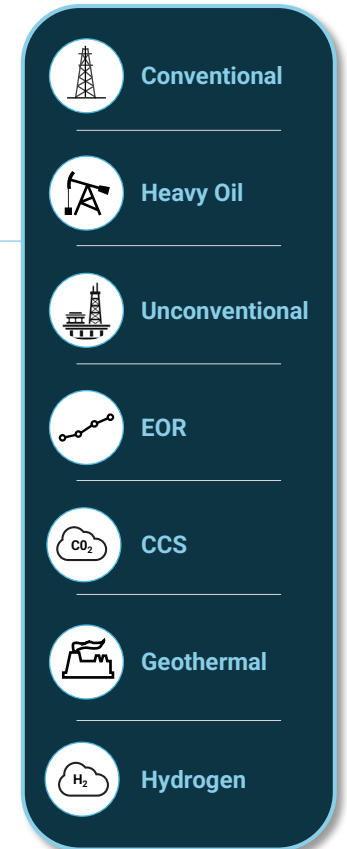 Conventional
Heavy Oil
Unconventional
EOR
CO₂
CCS
Geothermal
H₂
Hydrogen